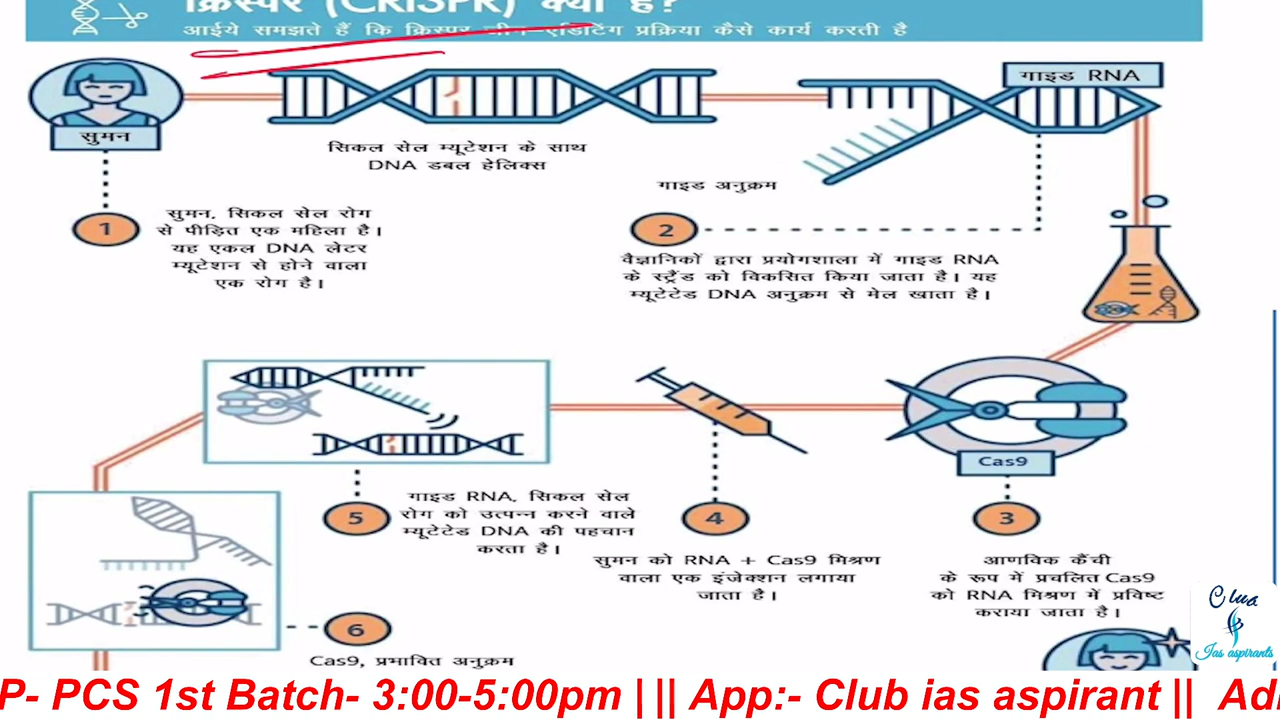 क्रिस्पर (CRISPR) क्या है?
आईये समझते हैं कि क्रिस्पर जीन-एडिटिंग प्रक्रिया कैसे कार्य करती है
सुमन
सिकल सेल म्यूटेशन के साथ
DNA डबल हेलिक्स
गाइड RNA
गाइड अनुक्रम
1
सुमन, सिकल सेल रोग
से पीड़ित एक महिला है।
यह एकल DNA लेटर
म्यूटेशन से होने वाला
एक रोग है।
2
वैज्ञानिकों द्वारा प्रयोगशाला में गाइड RNA
के स्ट्रैंड को विकसित किया जाता है। यह
म्यूटेटेड DNA अनुक्रम से मेल खाता है।
Cas9
3
आणविक कैंची
के रूप में प्रचलित Cas9
को RNA मिश्रण में प्रविष्ट
कराया जाता है।
4
सुमन को RNA + Cas9 मिश्रण
वाला एक इंजेक्शन लगाया
जाता है।
5
गाइड RNA, सिकल सेल
रोग को उत्पन्न करने वाले
म्यूटेटेड DNA की पहचान
करता है।
6
Cas9, प्रभावित अनुक्रम
Club
Ias aspirants
P- PCS 1st Batch- 3:00-5:00pm | || App:- Club ias aspirant || Ad